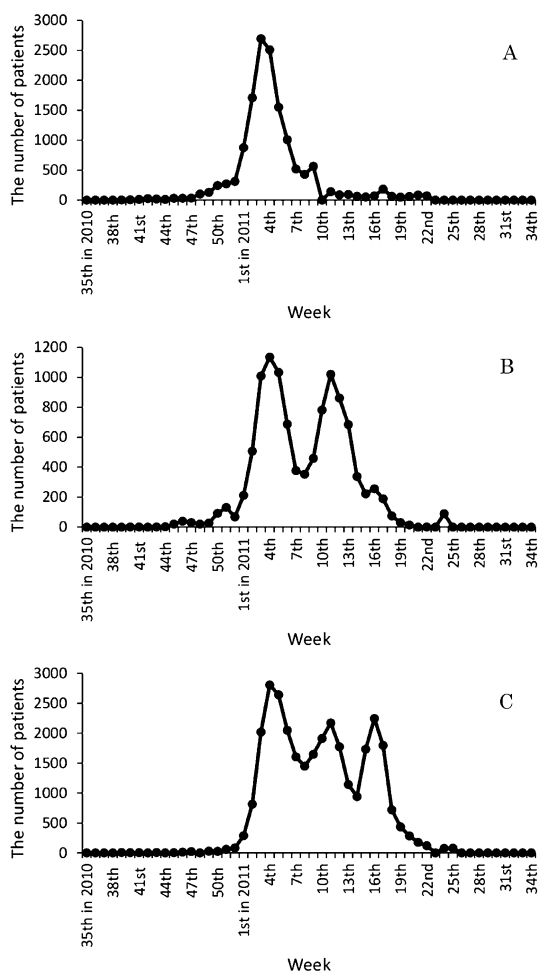 The number of patients
3000
2500
2000
1500
1000
500
0
A
35th in 2010
38th
41st
44th
47th
50th
1st in 2011
4th
7th
10th
13th
16th
19th
22nd
25th
28th
31st
34th
Week
The number of patients
1200
1000
800
600
400
200
0
B
35th in 2010
38th
41st
44th
47th
50th
1st in 2011
4th
7th
10th
13th
16th
19th
22nd
25th
28th
31st
34th
Week
The number of patients
3000
2500
2000
1500
1000
500
0
C
35th in 2010
38th
41st
44th
47th
50th
1st in 2011
4th
7th
10th
13th
16th
19th
22nd
25th
28th
31st
34th
Week